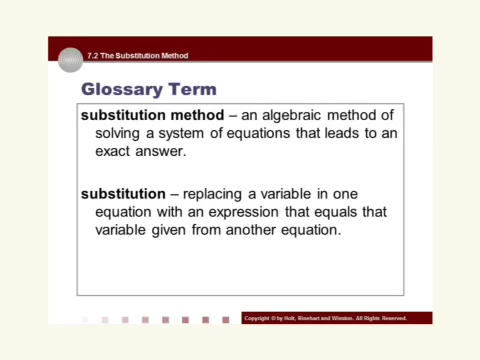 7.2 The Substitution Method
Glossary Term
substitution method – an algebraic method of
solving a system of equations that leads to an
exact answer.
substitution – replacing a variable in one
equation with an expression that equals that
variable given from another equation.
Copyright © by Holt, Rinehart and Winston. All Rights Reserved.